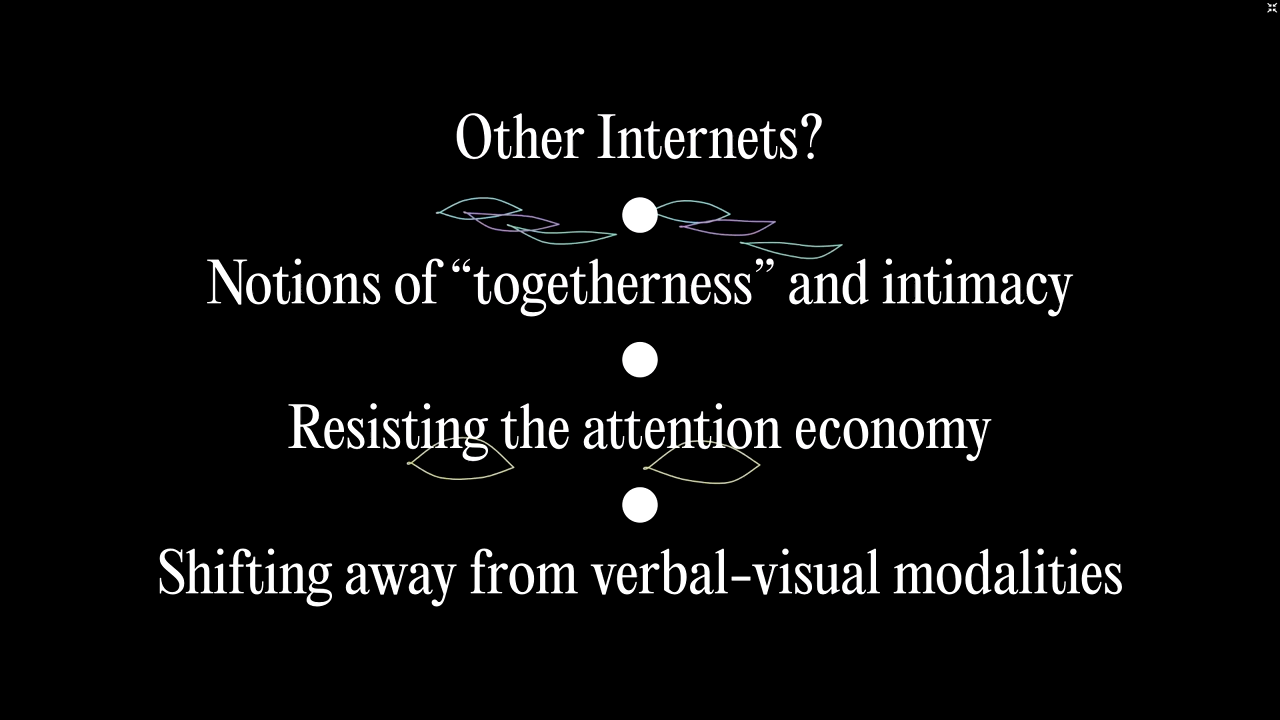 Other Internets?
Notions of “togetherness” and intimacy
Resisting the attention economy
Shifting away from verbal-visual modalities